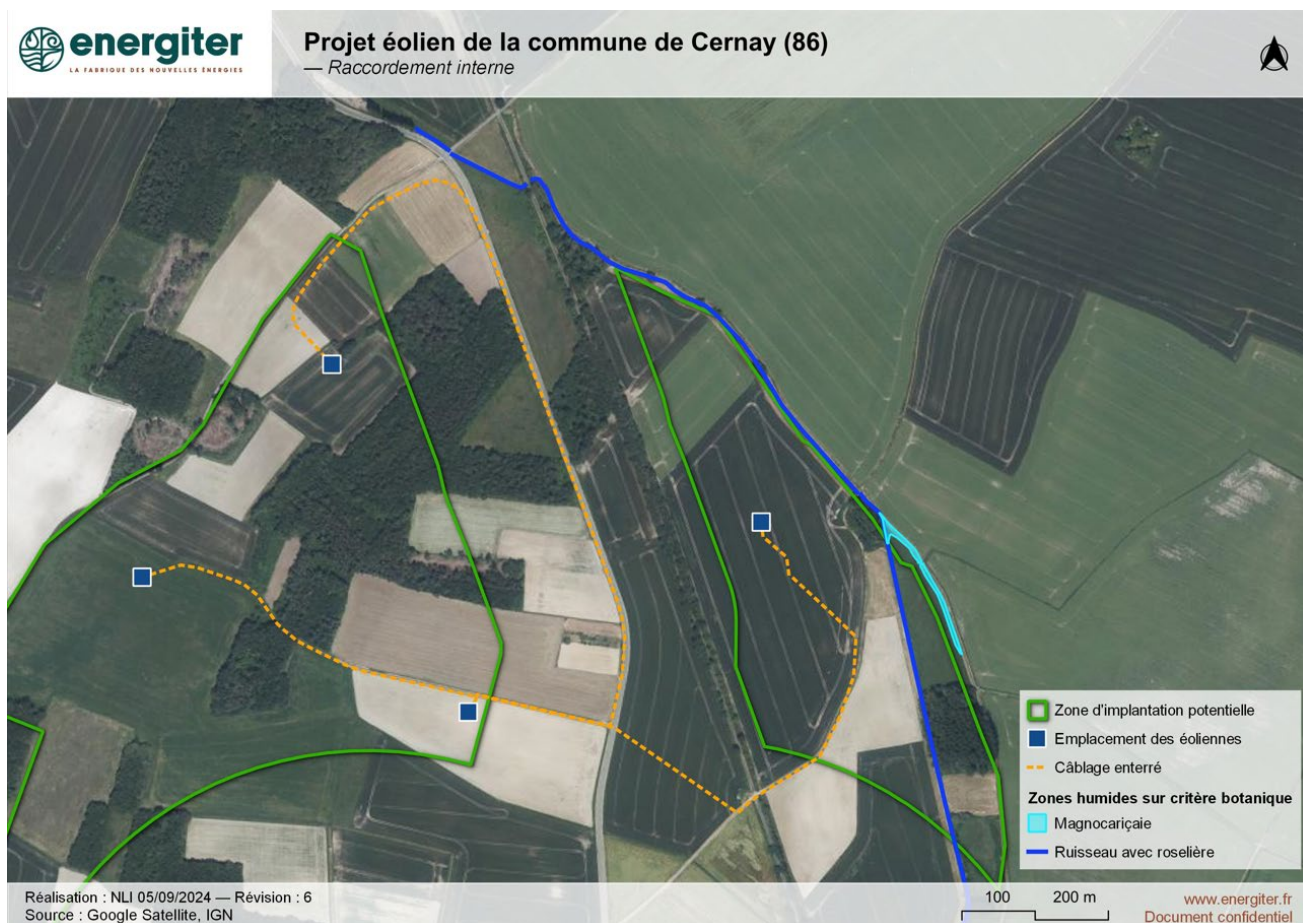 energiter
LA FABRIQUE DES NOUVELLES ÉNERGIES
Projet éolien de la commune de Cernay (86)
— Raccordement interne
Zone d'implantation potentielle
Emplacement des éoliennes
Câblage enterré
Zones humides sur critère botanique
Magnocariçaie
Ruisseau avec roselière
Réalisation : NLI 05/09/2024 — Révision : 6
Source : Google Satellite, IGN
100 200 m
www.energiter.fr
Document confidentiel